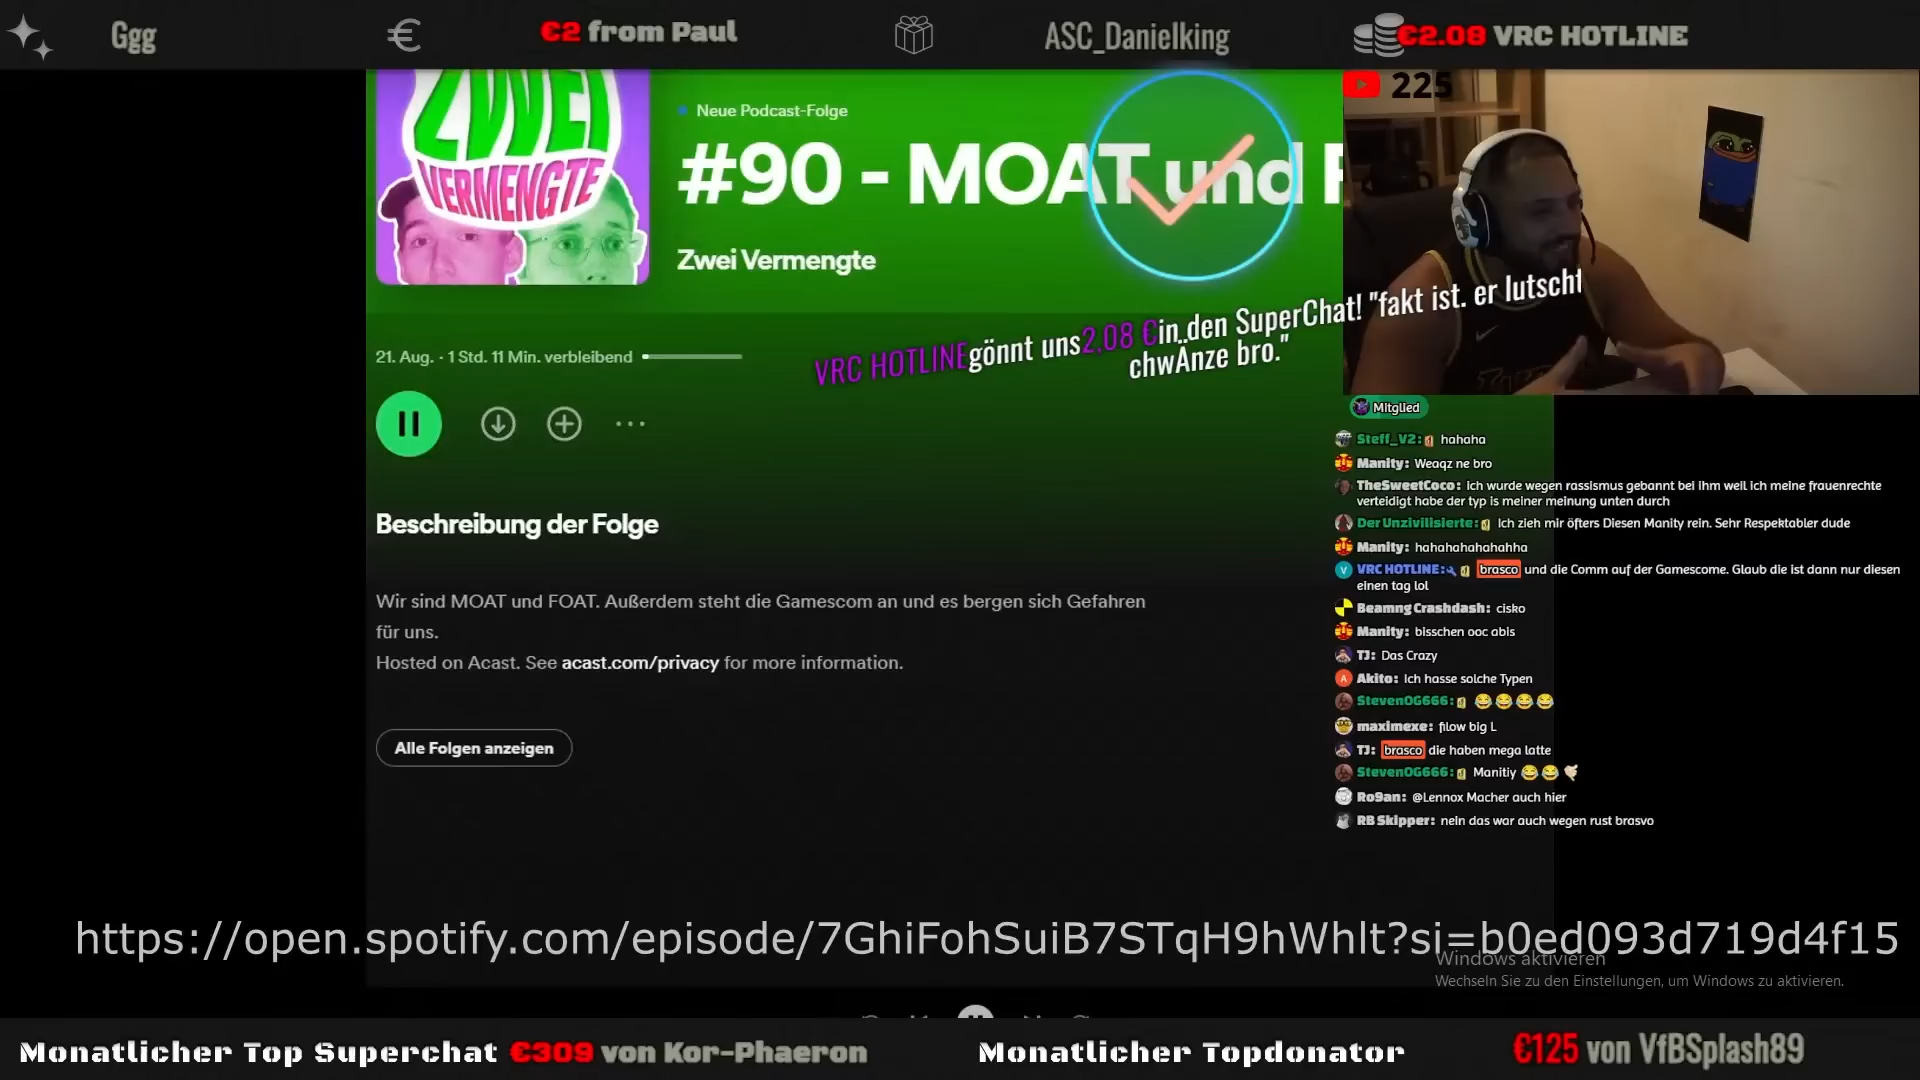 Ggg
€2 from Paul
ASC_Danielking
€2.08 VRC HOTLINE
225
ZWEI
VERMENGTE
Neue Podcast-Folge
#90 - MOAT und
Zwei Vermengte
VRC HOTLINE gönnt uns 2.08 € in den SuperChat! "fakt ist. er lutscht
chwAnze bro."
21. Aug. · 1 Std. 11 Min. verbleibend
Beschreibung der Folge
Wir sind MOAT und FOAT. Außerdem steht die Gamescom an und es bergen sich Gefahren
für uns.
Hosted on Acast. See acast.com/privacy for more information.
Alle Folgen anzeigen
Mitglied
Steff_V2: hahaha
Manity: Weaqz ne bro
TheSweetCoco: Ich wurde wegen rassismus gebannt bei ihm weil ich meine frauenrechte
verteidigt habe der typ is meiner meinung unten durch
Der Unzivilisierte: Ich zieh mir öfters Diesen Manity rein. Sehr Respektabler dude
Manity: hahahahahahahha
VRC HOTLINE: brasco und die Comm auf der Gamescome. Glaub die ist dann nur diesen
einen tag lol
Beamng Crashdash: cisko
Manity: bisschen ooc abis
TJ: Das Crazy
Akito: Ich hasse solche Typen
StevenOG666: 😂😂😂😂
maximexe: filow big L
TJ: brasco die haben mega latte
StevenOG666: Manitiy 😂😂
Ro9an: @Lennox Macher auch hier
RB Skipper: nein das war auch wegen rust brasvo
https://open.spotify.com/episode/7GhiFohSuiB7STqH9hWhlt?si=b0ed093d719d4f15
Windows aktivieren
Wechseln Sie zu den Einstellungen, um Windows zu aktivieren.
Monatlicher Top Superchat €309 von Kor-Phaeron
Monatlicher Topdonator
€125 von VfBSplash89